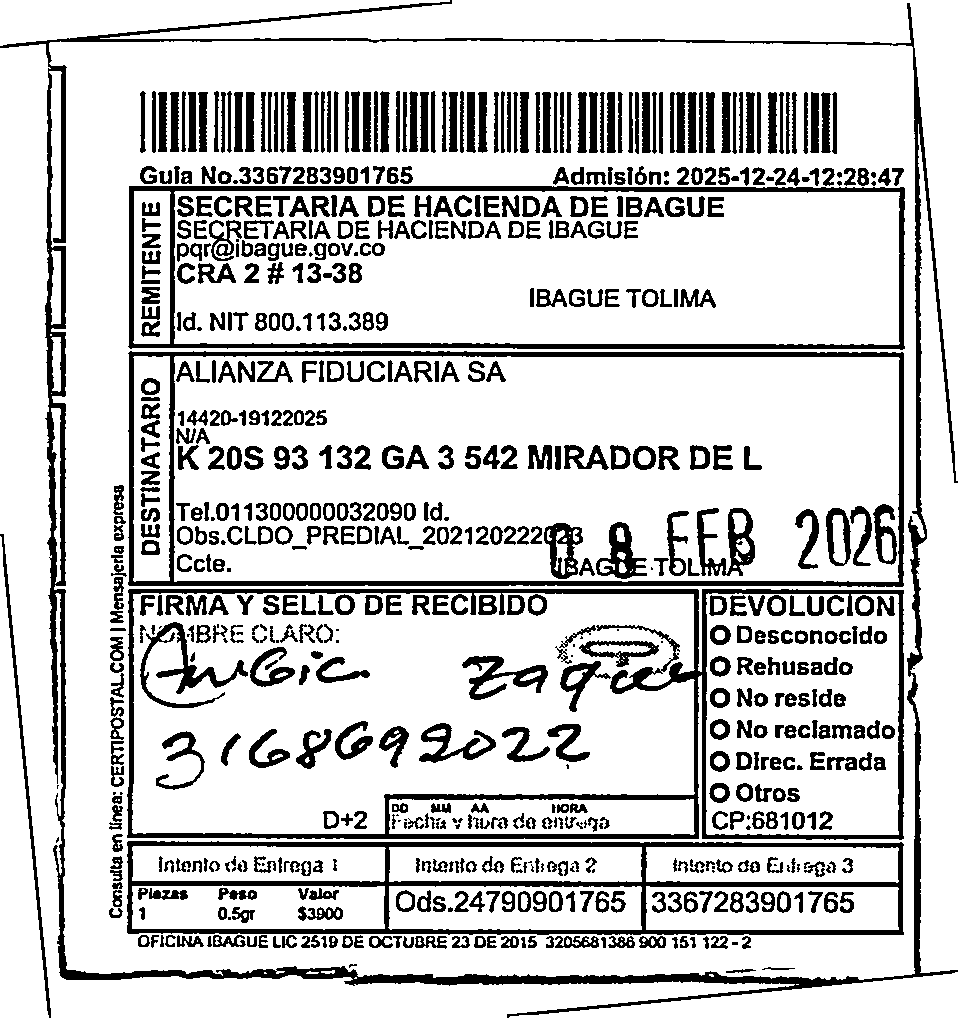 Guia No.3367283901765 Admisión: 2025-12-24-12:28:47
REMITENTE
SECRETARIA DE HACIENDA DE IBAGUE
SECRETARIA DE HACIENDA DE IBAGUE
pqr@ibague.gov.co
CRA 2 # 13-38
IBAGUE TOLIMA
Id. NIT 800.113.389
DESTINATARIO
ALIANZA FIDUCIARIA SA
14420-19122025
N/A
K 20S 93 132 GA 3 542 MIRADOR DE L
Tel.011300000032090 Id.
Obs.CLDO_PREDIAL_202120222023
08 FEB 2026
Ccte.
IBAGUE-TOLIMA
FIRMA Y SELLO DE RECIBIDO
NOMBRE CLARO:
Angie
3168692022
D+2
DD MM AA HORA
Fecha y hora de entrega
DEVOLUCION
Desconocido
Rehusado
No reside
No reclamado
Direc. Errada
Otros
CP:681012
Intento de Entrega 1 Intento de Entrega 2 Intento de Entrega 3
Piezas Peso Valor
1 0.5gr $3900
Ods.24790901765 3367283901765
OFICINA IBAGUE LIC 2519 DE OCTUBRE 23 DE 2015 3205681386 900 151 122 - 2
Consulta en línea: CERTIPOSTAL.COM | Mensajeria expresa